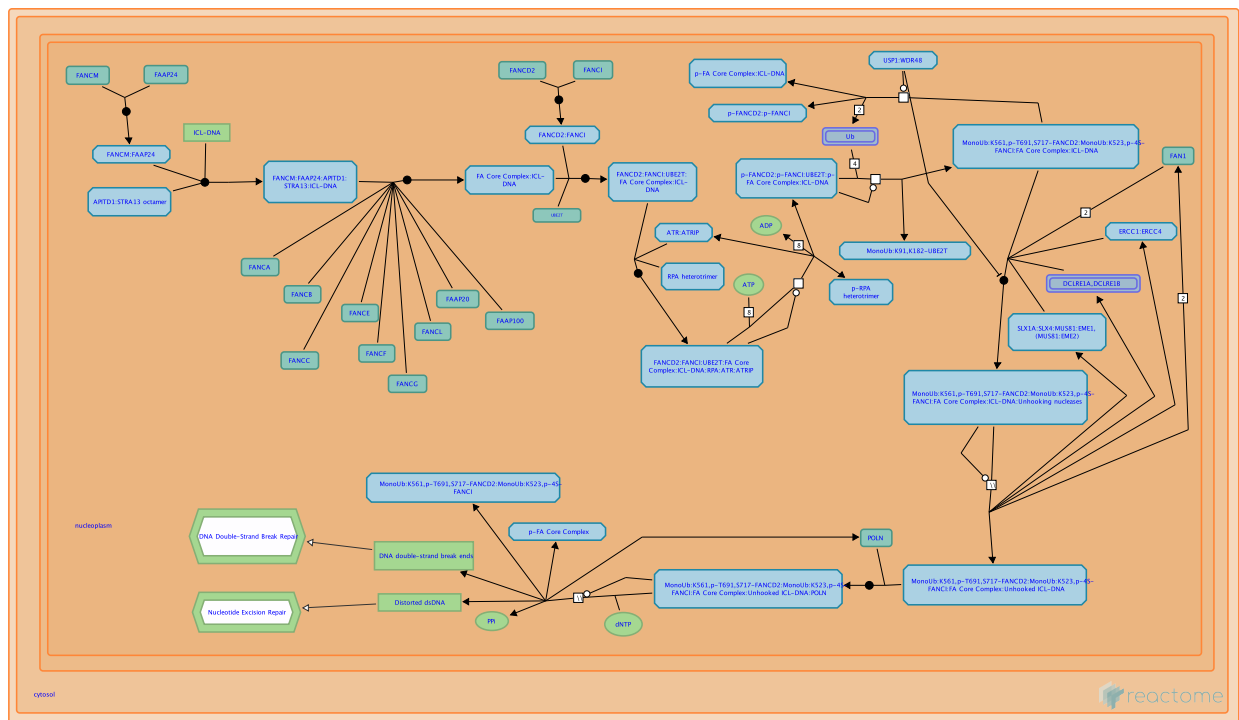 FANCM
FAAP24
ICL-DNA
FANCM:FAAP24
APITD1:STRA13 octamer
FANCM:FAAP24:APITD1:
STRA13:ICL-DNA
FANCA
FANCB
FANCE
FANCC
FANCF
FANCG
FANCL
FAAP20
FAAP100
FA Core Complex:ICL-
DNA
FANCD2
FANCI
FANCD2:FANCI
UBE2T
FANCD2:FANCI:UBE2T:
FA Core Complex:ICL-
DNA
ATR:ATRIP
RPA heterotrimer
FANCD2:FANCI:UBE2T:FA Core
Complex:ICL-DNA:RPA:ATR:ATRIP
ATP
8
ADP
8
p-RPA
heterotrimer
p-FANCD2:p-FANCI:UBE2T:p-
FA Core Complex:ICL-DNA
p-FA Core Complex:ICL-DNA
p-FANCD2:p-FANCI
2
Ub
4
USP1:WDR48
MonoUb:K91,K182-UBE2T
MonoUb:K561,p-T691,S717-FANCD2:MonoUb:K523,p-4S-
FANCI:FA Core Complex:ICL-DNA
FAN1
2
ERCC1:ERCC4
DCLRE1A,DCLRE1B
2
SLX1A:SLX4:MUS81:EME1,
(MUS81:EME2)
MonoUb:K561,p-T691,S717-FANCD2:MonoUb:K523,p-4S-
FANCI:FA Core Complex:ICL-DNA:Unhooking nucleases
\\
MonoUb:K561,p-T691,S717-FANCD2:MonoUb:K523,p-4S-
FANCI:FA Core Complex:Unhooked ICL-DNA
POLN
MonoUb:K561,p-T691,S717-FANCD2:MonoUb:K523,p-4S-
FANCI:FA Core Complex:Unhooked ICL-DNA:POLN
\\
dNTP
PPi
p-FA Core Complex
MonoUb:K561,p-T691,S717-FANCD2:MonoUb:K523,p-4S-
FANCI
DNA double-strand break ends
Distorted dsDNA
DNA Double-Strand Break Repair
Nucleotide Excision Repair
nucleoplasm
cytosol
reactome